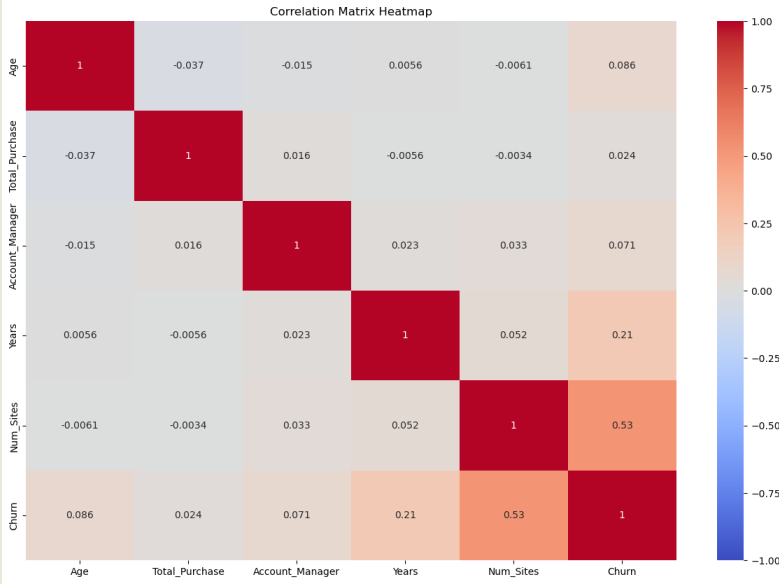 Correlation Matrix Heatmap
Age 1 -0.037 -0.015 0.0056 -0.0061 0.086
Total_Purchase -0.037 1 0.016 -0.0056 -0.0034 0.024
Account_Manager -0.015 0.016 1 0.023 0.033 0.071
Years 0.0056 -0.0056 0.023 1 0.052 0.21
Num_Sites -0.0061 -0.0034 0.033 0.052 1 0.53
Churn 0.086 0.024 0.071 0.21 0.53 1
Age Total_Purchase Account_Manager Years Num_Sites Churn
1.00
0.75
0.50
0.25
0.00
−0.25
−0.50
−0.75
−1.00